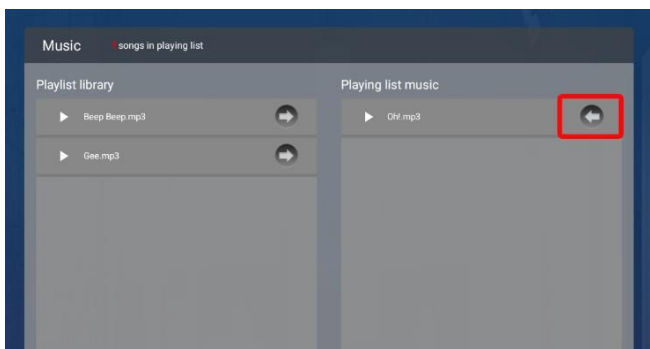 Music
songs in playing list
Playlist library
Beep Beep.mp3
Gee.mp3
Playing list music
Oh!.mp3